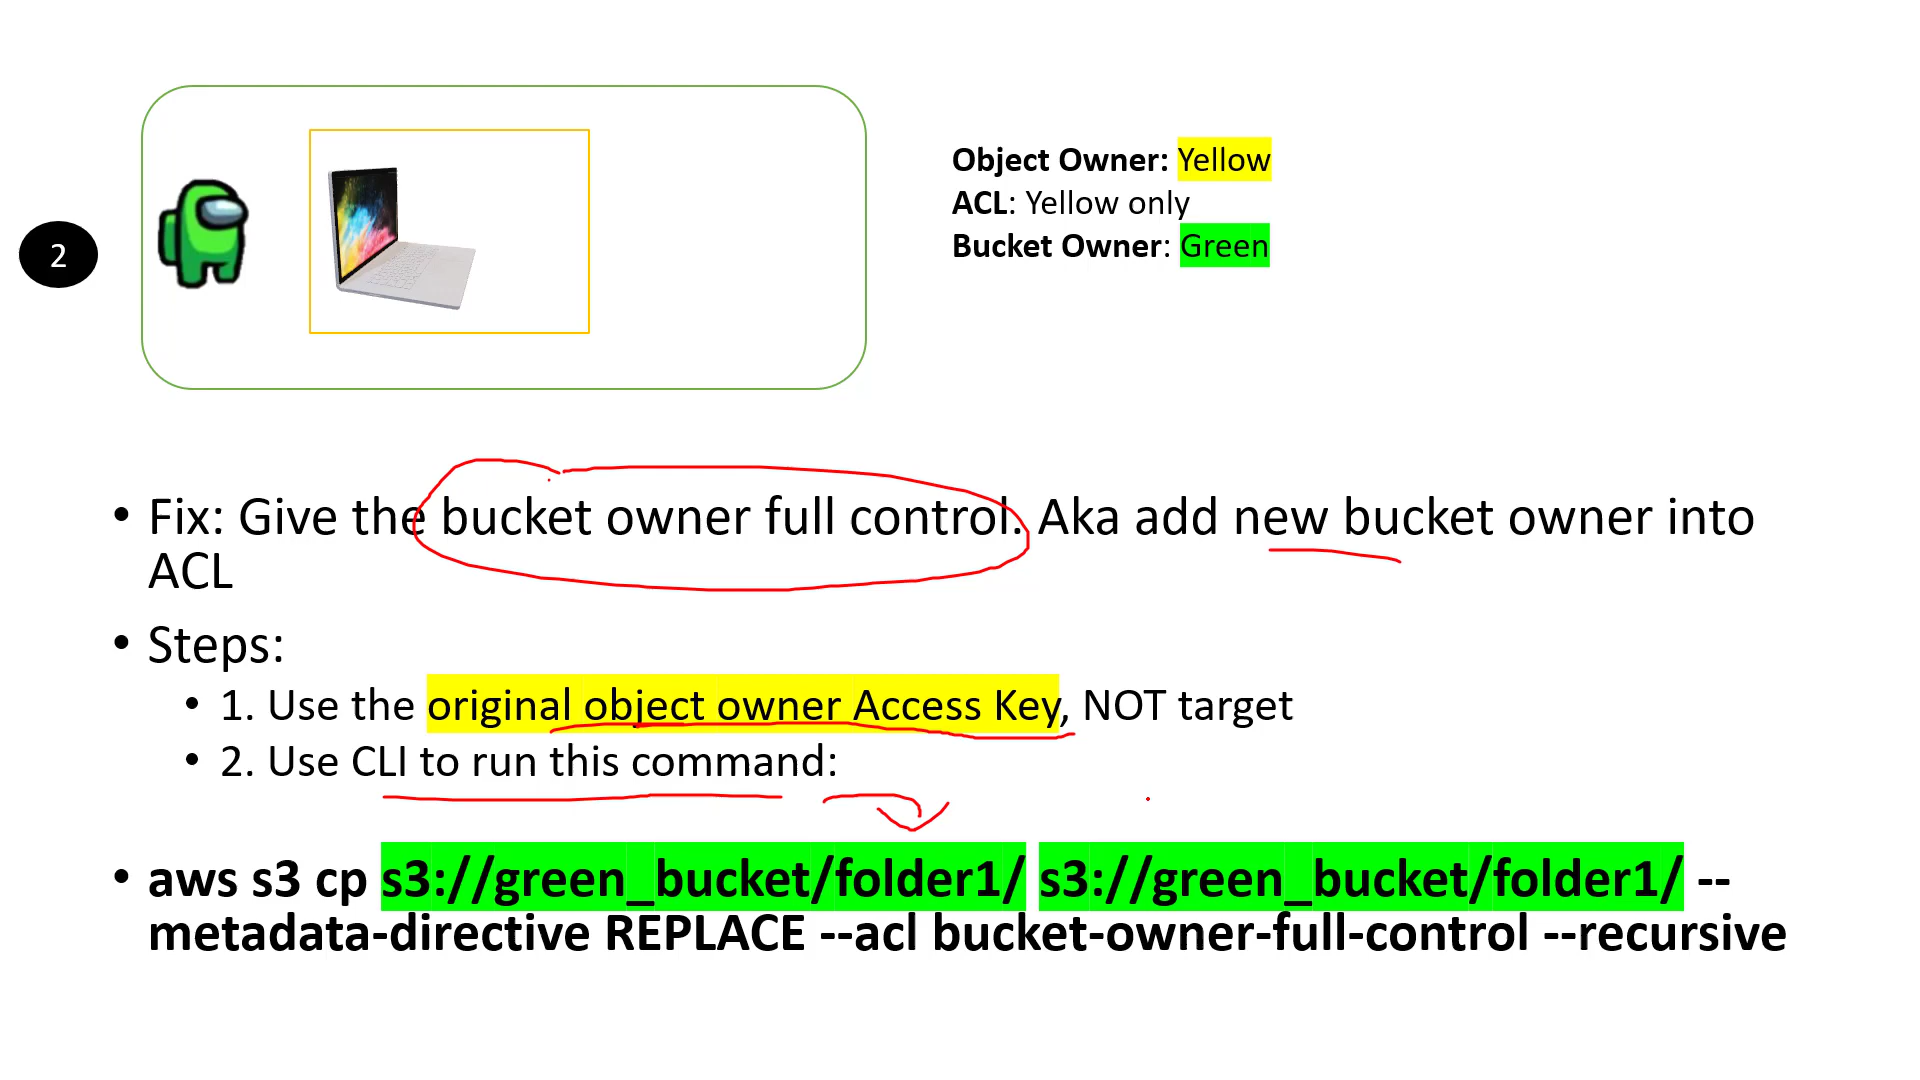 2
Object Owner: Yellow
ACL: Yellow only
Bucket Owner: Green
• Fix: Give the bucket owner full control. Aka add new bucket owner into
ACL
• Steps:
• 1. Use the original object owner Access Key, NOT target
• 2. Use CLI to run this command:
• aws s3 cp s3://green_bucket/folder1/ s3://green_bucket/folder1/ --
metadata-directive REPLACE --acl bucket-owner-full-control --recursive